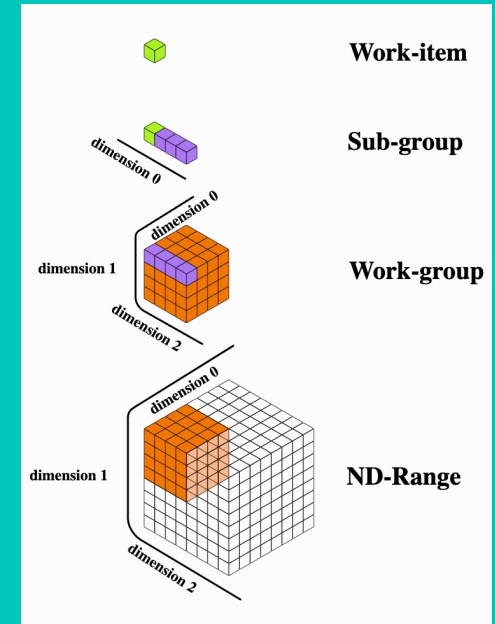 Work-item
Sub-group
dimension 0
dimension 0
dimension 1
Work-group
dimension 2
dimension 0
dimension 1
ND-Range
dimension 2